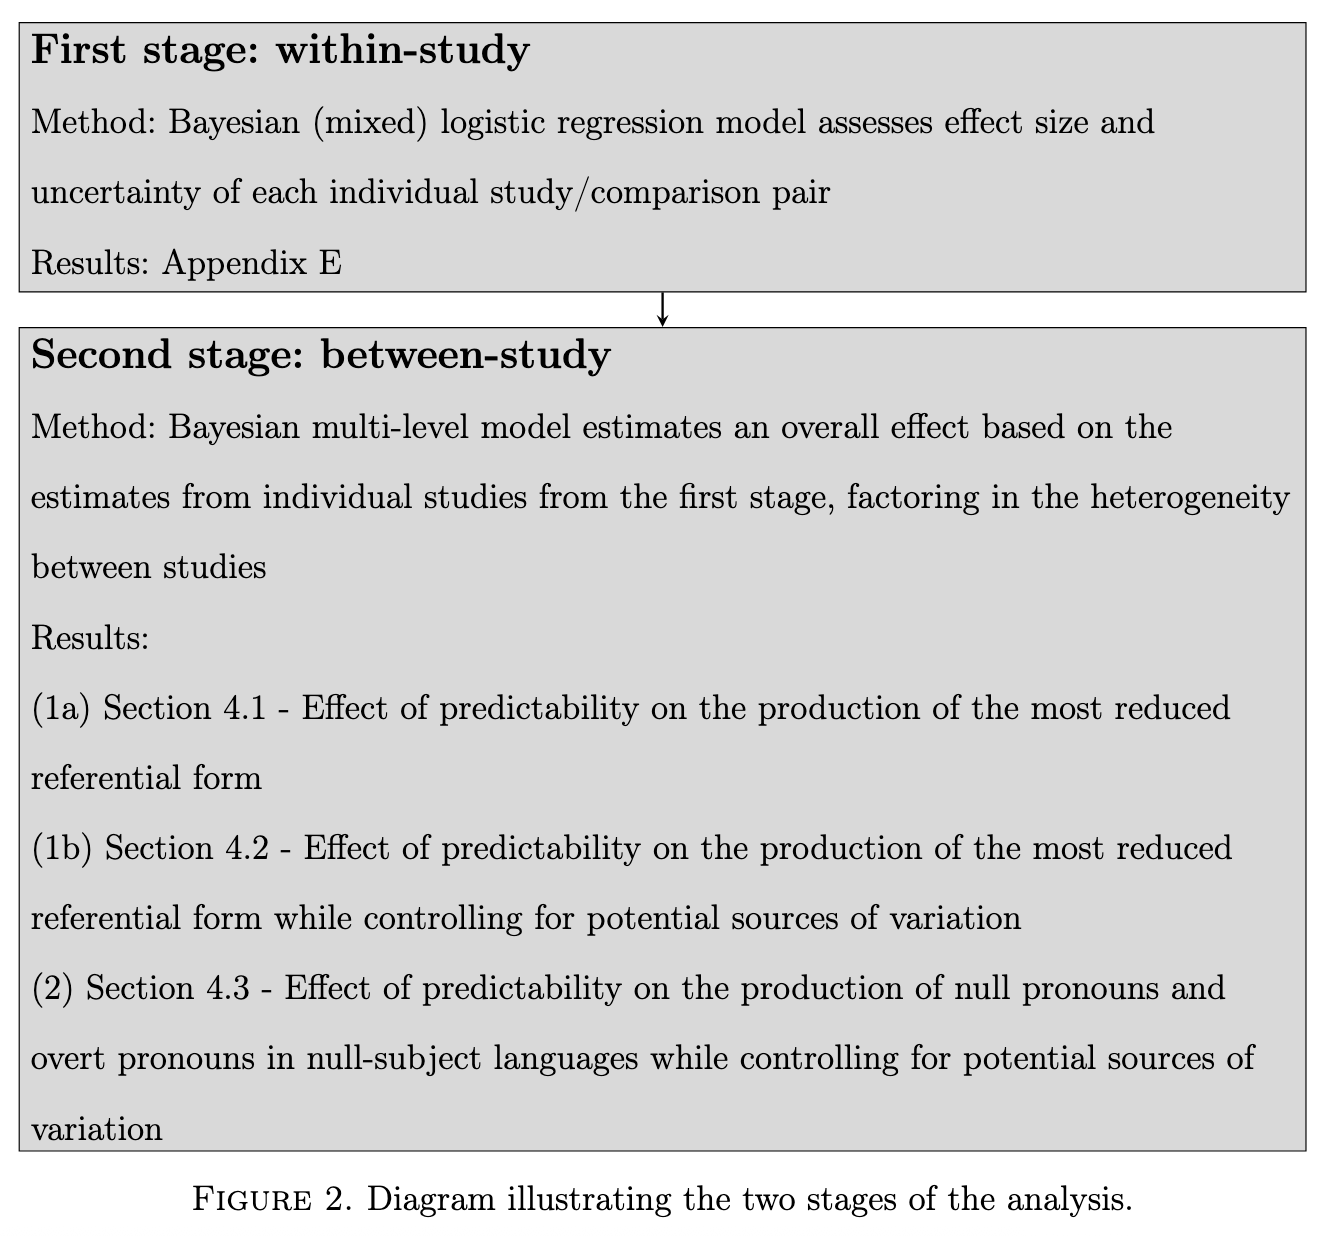 First stage: within-study
Method: Bayesian (mixed) logistic regression model assesses effect size and
uncertainty of each individual study/comparison pair
Results: Appendix E
Second stage: between-study
Method: Bayesian multi-level model estimates an overall effect based on the
estimates from individual studies from the first stage, factoring in the heterogeneity
between studies
Results:
(1a) Section 4.1 - Effect of predictability on the production of the most reduced
referential form
(1b) Section 4.2 - Effect of predictability on the production of the most reduced
referential form while controlling for potential sources of variation
(2) Section 4.3 - Effect of predictability on the production of null pronouns and
overt pronouns in null-subject languages while controlling for potential sources of
variation
FIGURE 2. Diagram illustrating the two stages of the analysis.